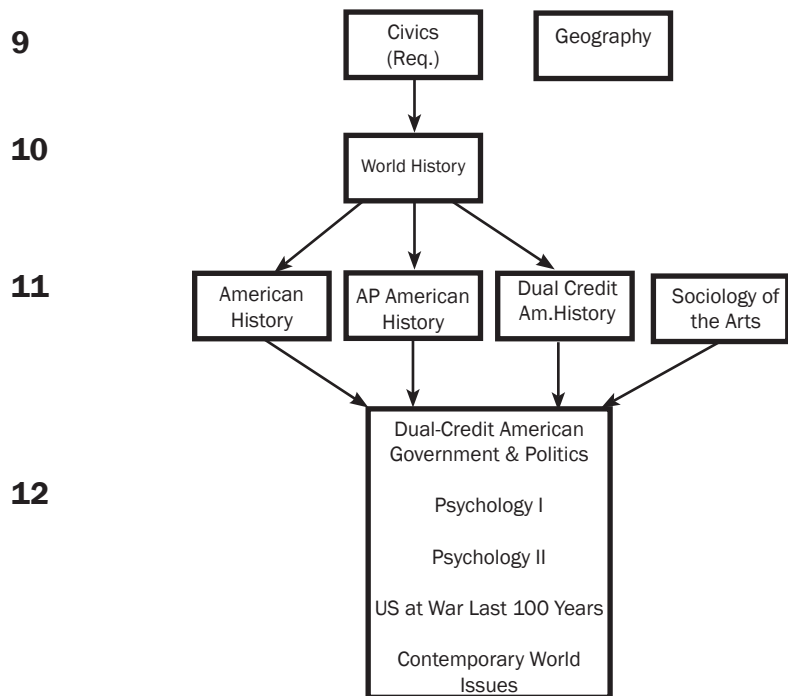 9
Civics
(Req.)
Geography
10
World History
11
American
History
AP American
History
Dual Credit
Am.History
Sociology of
the Arts
12
Dual-Credit American
Government & Politics
Psychology I
Psychology II
US at War Last 100 Years
Contemporary World
Issues